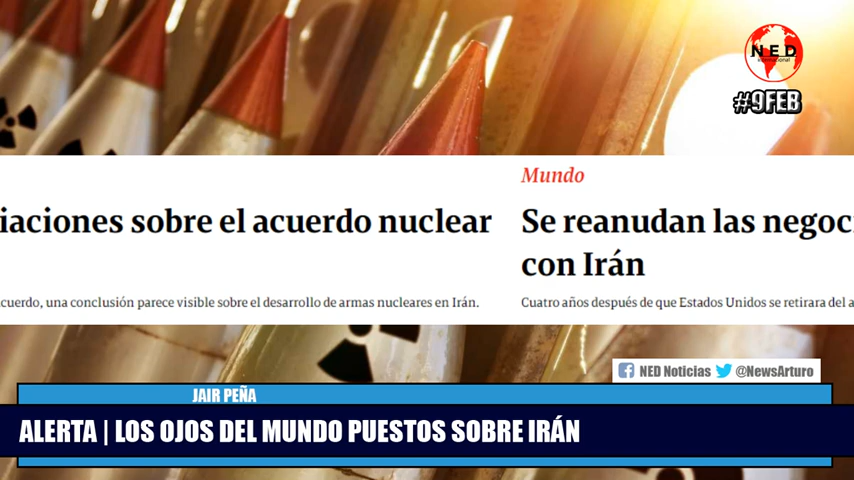 NED
International
#9FEB
Mundo
iaciones sobre el acuerdo nuclear
Se reanudan las negoc
con Irán
cuerdo, una conclusión parece visible sobre el desarrollo de armas nucleares en Irán.
Cuatro años después de que Estados Unidos se retirara del a
NED Noticias @NewsArturo
JAIR PEÑA
ALERTA | LOS OJOS DEL MUNDO PUESTOS SOBRE IRÁN